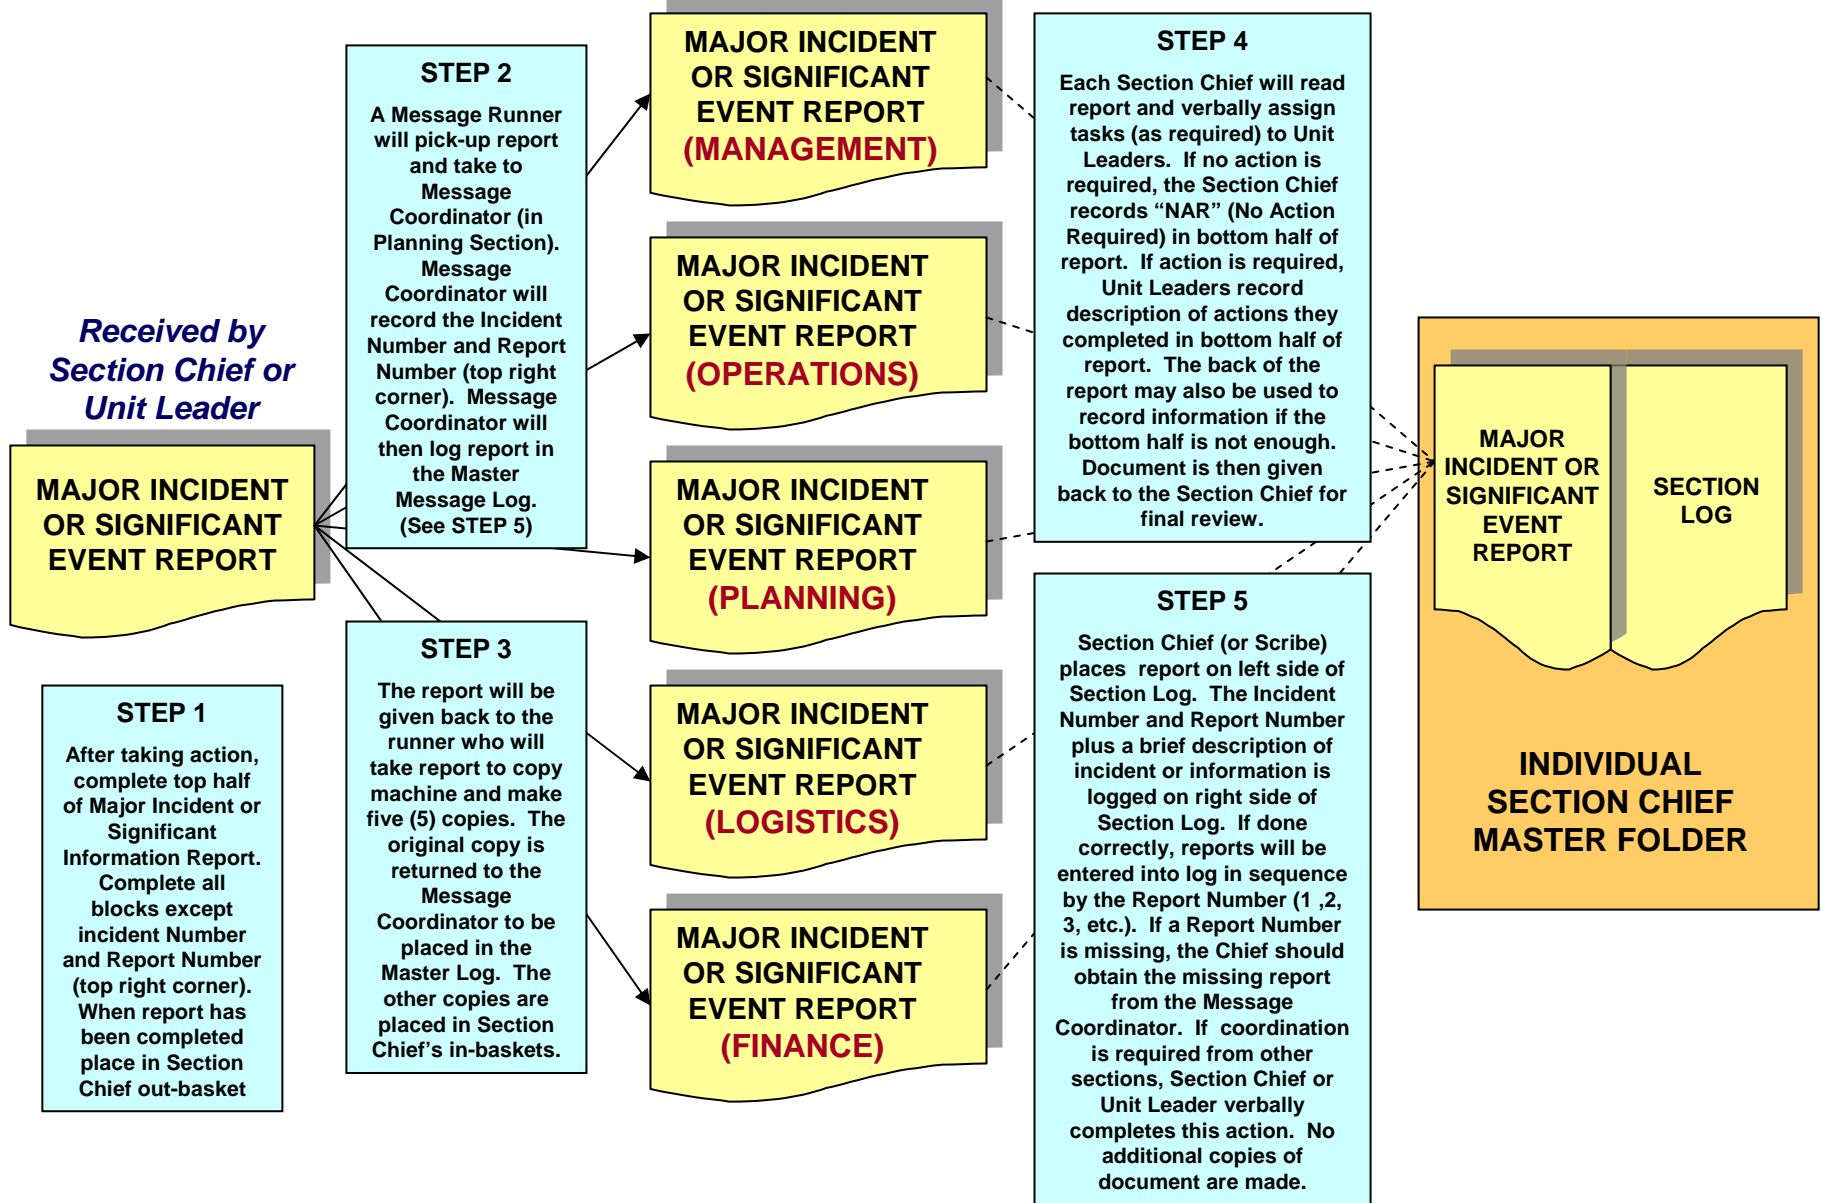 Received by
Section Chief or
Unit Leader
MAJOR INCIDENT
OR SIGNIFICANT
EVENT REPORT
STEP 1
After taking action,
complete top half
of Major Incident or
Significant
Information Report.
Complete all
blocks except
incident Number
and Report Number
(top right corner).
When report has
been completed
place in Section
Chief out-basket
STEP 2
A Message Runner
will pick-up report
and take to
Message
Coordinator (in
Planning Section).
Message
Coordinator will
record the Incident
Number and Report
Number (top right
corner). Message
Coordinator will
then log report in
the Master
Message Log.
(See STEP 5)
STEP 3
The report will be
given back to the
runner who will
take report to copy
machine and make
five (5) copies. The
original copy is
returned to the
Message
Coordinator to be
placed in the
Master Log. The
other copies are
placed in Section
Chief's in-baskets.
MAJOR INCIDENT
OR SIGNIFICANT
EVENT REPORT
(MANAGEMENT)
MAJOR INCIDENT
OR SIGNIFICANT
EVENT REPORT
(OPERATIONS)
MAJOR INCIDENT
OR SIGNIFICANT
EVENT REPORT
(PLANNING)
MAJOR INCIDENT
OR SIGNIFICANT
EVENT REPORT
(LOGISTICS)
MAJOR INCIDENT
OR SIGNIFICANT
EVENT REPORT
(FINANCE)
STEP 4
Each Section Chief will read
report and verbally assign
tasks (as required) to Unit
Leaders. If no action is
required, the Section Chief
records “NAR” (No Action
Required) in bottom half of
report. If action is required,
Unit Leaders record
description of actions they
completed in bottom half of
report. The back of the
report may also be used to
record information if the
bottom half is not enough.
Document is then given
back to the Section Chief for
final review.
STEP 5
Section Chief (or Scribe)
places report on left side of
Section Log. The Incident
Number and Report Number
plus a brief description of
incident or information is
logged on right side of
Section Log. If done
correctly, reports will be
entered into log in sequence
by the Report Number (1 ,2,
3, etc.). If a Report Number
is missing, the Chief should
obtain the missing report
from the Message
Coordinator. If coordination
is required from other
sections, Section Chief or
Unit Leader verbally
completes this action. No
additional copies of
document are made.
MAJOR
INCIDENT OR
SIGNIFICANT
EVENT
REPORT
SECTION
LOG
INDIVIDUAL
SECTION CHIEF
MASTER FOLDER